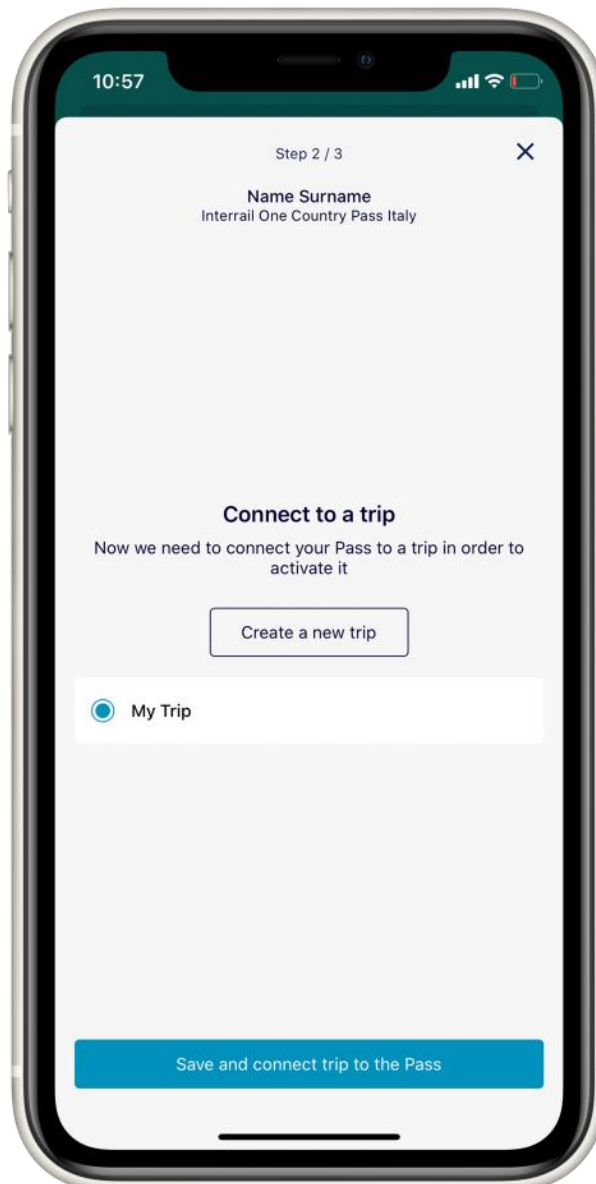 10:57
Step 2 / 3
Name Surname
Interrail One Country Pass Italy
Connect to a trip
Now we need to connect your Pass to a trip in order to
activate it
Create a new trip
My Trip
Save and connect trip to the Pass